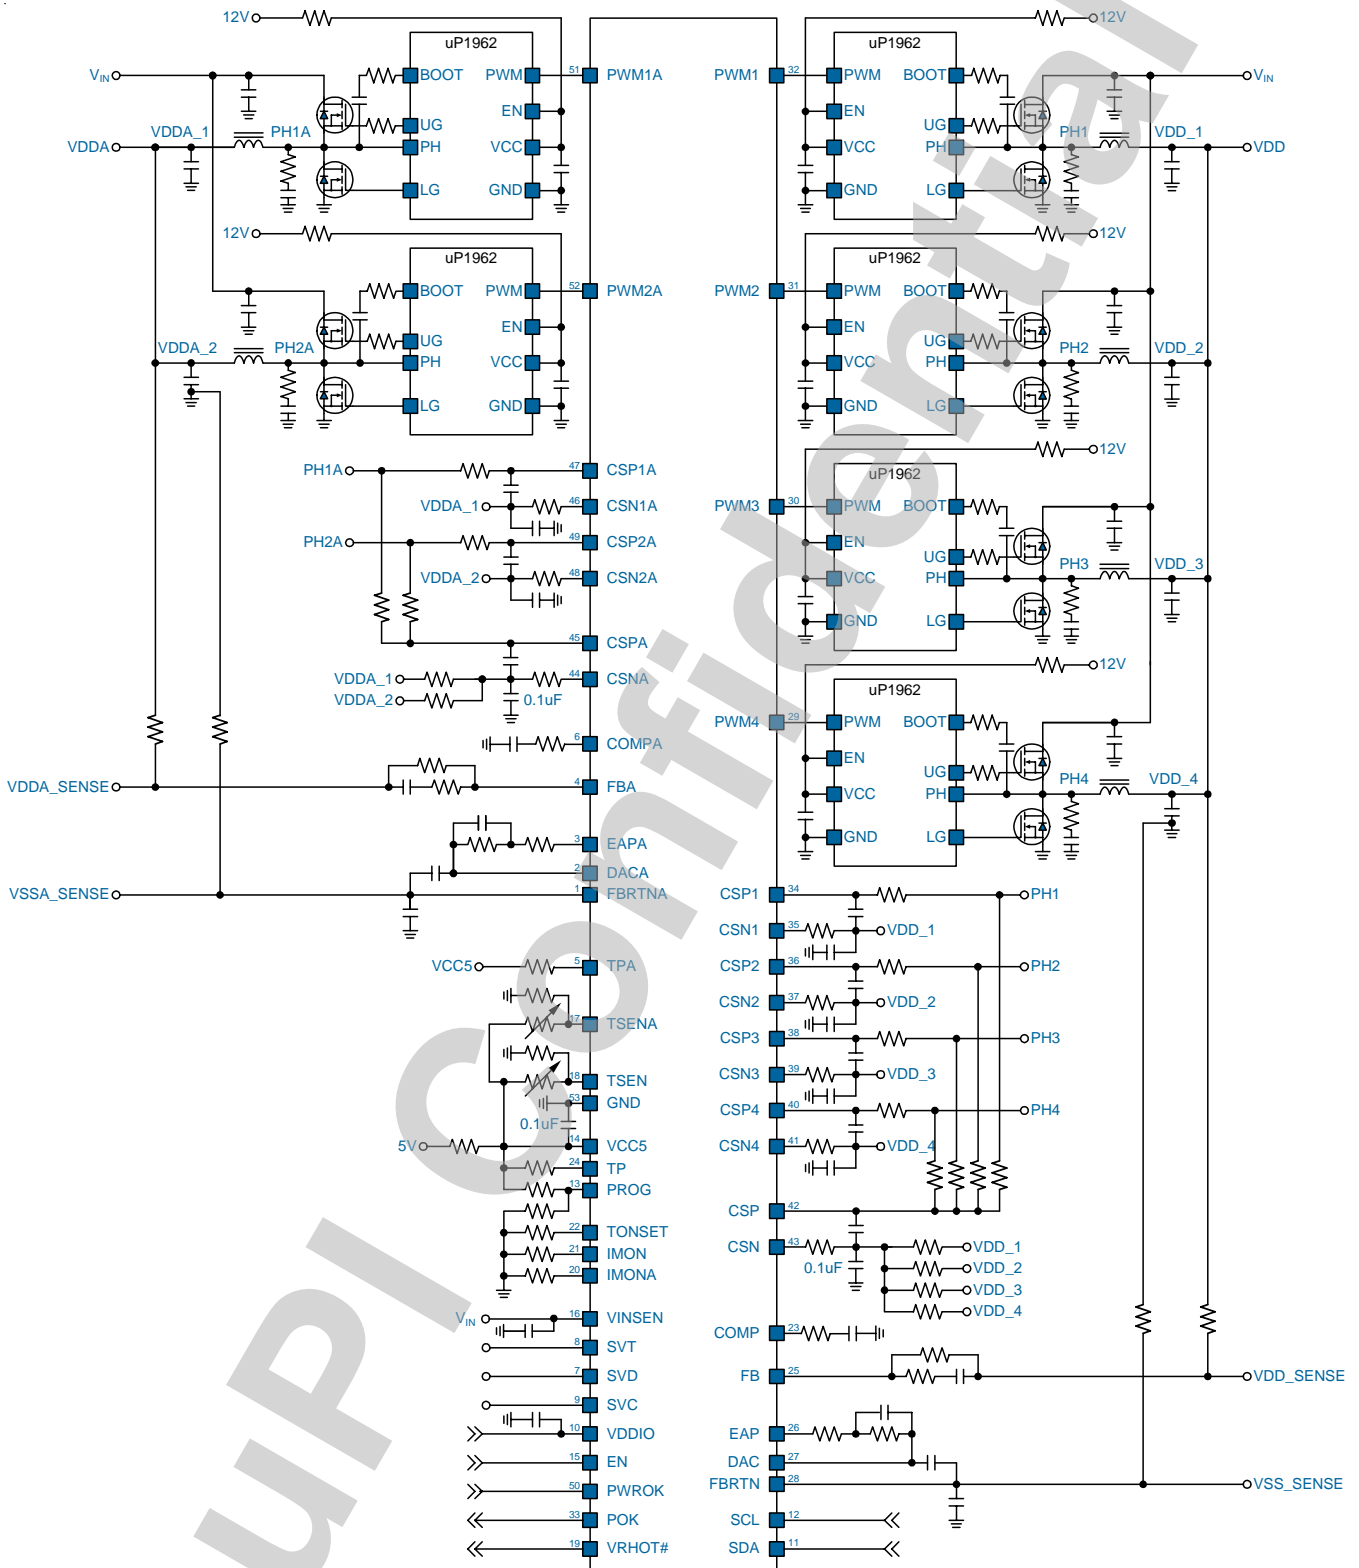 12V
uP1962
uP1962
12V
VIN
BOOT
PWM
51
PWM1A
PWM1
32
PWM
BOOT
VIN
EN
EN
UG
UG
VDDA_1
PH1A
PH1
VDD_1
VDDA
PH
VCC
VCC
PH
VDD
LG
GND
GND
LG
12V
12V
uP1962
uP1962
BOOT
PWM
52
PWM2A
PWM2
31
PWM
BOOT
EN
EN
UG
UG
VDDA_2
PH2A
PH2
VDD_2
PH
VCC
VCC
PH
LG
GND
GND
LG
12V
PH1A
47
CSP1A
uP1962
VDDA_1
46
CSN1A
PWM3
30
PWM
BOOT
PH2A
49
CSP2A
EN
UG
VDDA_2
48
CSN2A
VCC
PH
PH3
VDD_3
GND
LG
45
CSPA
12V
VDDA_1
44
CSNA
uP1962
VDDA_2
0.1uF
PWM4
29
PWM
BOOT
6
COMPA
EN
UG
VDDA_SENSE
4
FBA
VCC
PH
PH4
VDD_4
GND
LG
3
EAPA
2
DACA
VSSA_SENSE
1
FBRTNA
CSP1
34
PH1
CSN1
35
VDD_1
VCC5
5
TPA
CSP2
36
PH2
CSN2
37
VDD_2
17
TSENA
CSP3
38
PH3
CSN3
39
VDD_3
18
TSEN
53
GND
CSP4
40
PH4
0.1uF
5V
14
VCC5
CSN4
41
VDD_4
24
TP
13
PROG
CSP
42
22
TONSET
CSN
43
VDD_1
21
IMON
0.1uF
VDD_2
20
IMONA
VDD_3
VDD_4
VIN
16
VINSEN
COMP
23
8
SVT
7
SVD
FB
25
VDD_SENSE
9
SVC
10
VDDIO
EAP
26
15
EN
DAC
27
50
PWROK
FBRTN
28
VSS_SENSE
33
POK
SCL
12
19
VRHOT#
SDA
11
uPI Confidential